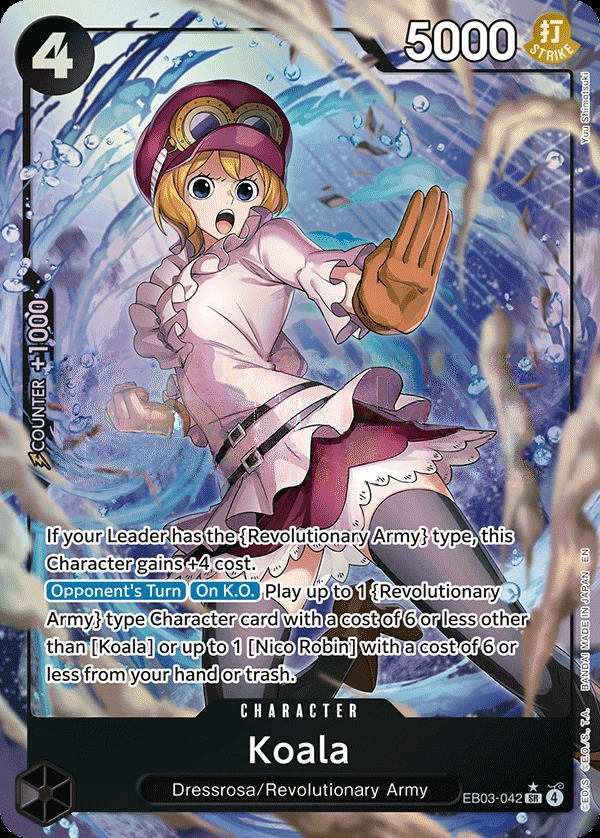 4
5000
打
STRIKE
Yuu Shimotsuki
COUNTER +1000
If your Leader has the {Revolutionary Army} type, this
Character gains +4 cost.
Opponent's Turn On K.O. Play up to 1 {Revolutionary
Army} type Character card with a cost of 6 or less other
than [Koala] or up to 1 [Nico Robin] with a cost of 6 or
less from your hand or trash.
CHARACTER
Koala
Dressrosa/Revolutionary Army
EB03-042 SR 4
©E.O./S. ©E.O./S., T.A. BANDAI MADE IN JAPAN EN